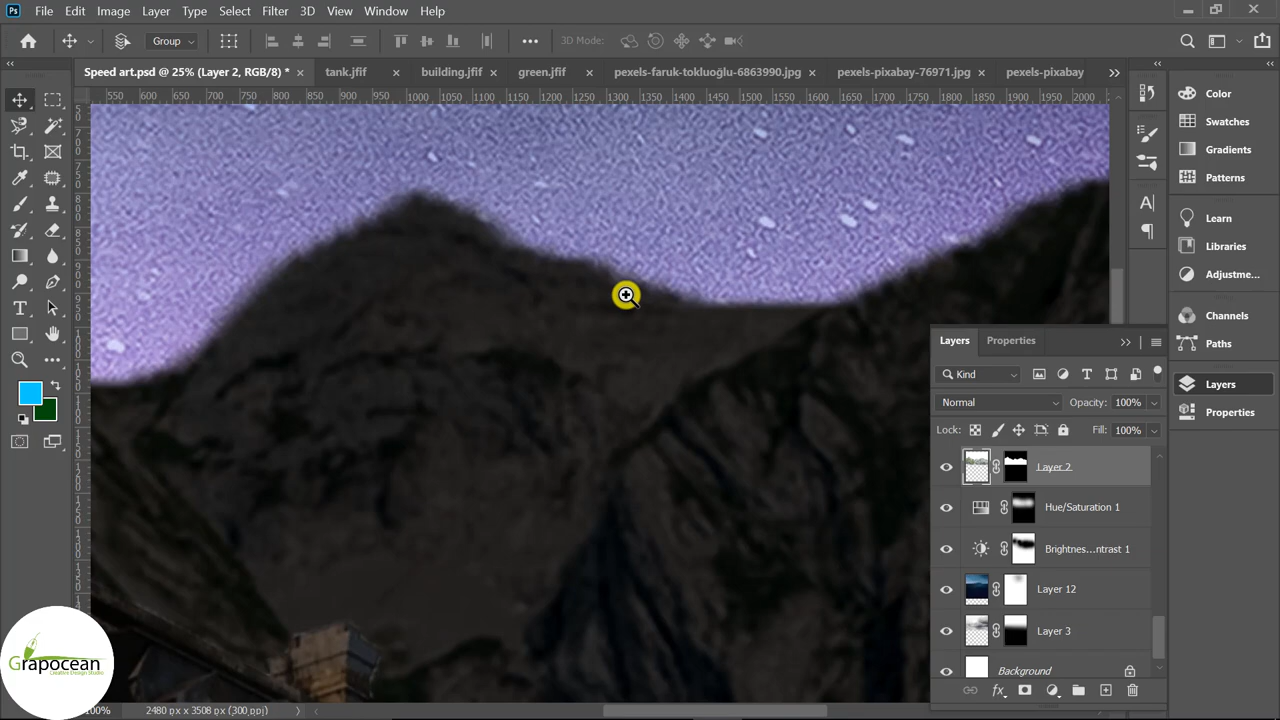 Ps File Edit Image Layer Type Select Filter 3D View Window Help
Group 3D Mode:
Speed art.psd @ 25% (Layer 2, RGB/8) * tank.jfif building.jfif green.jfif pexels-faruk-tokluoğlu-6863990.jpg pexels-pixabay-76971.jpg pexels-pixabay
550 600 650 700 750 800 850 900 950 1000 1050 1100 1150 1200 1250 1300 1350 1400 1450 1500 1550 1600 1650 1700 1750 1800 1850 1900 1950 2000
Color
Swatches
Gradients
Patterns
Learn
Libraries
Adjustme...
Channels
Paths
Layers
Properties
Layers Properties
Kind
Normal Opacity: 100%
Lock: Fill: 100%
Layer 2
Hue/Saturation 1
Brightnes...ntrast 1
Layer 12
Layer 3
Background
Grapocean
Creative Design Studio
100% 2480 px x 3508 px (300 ppi)